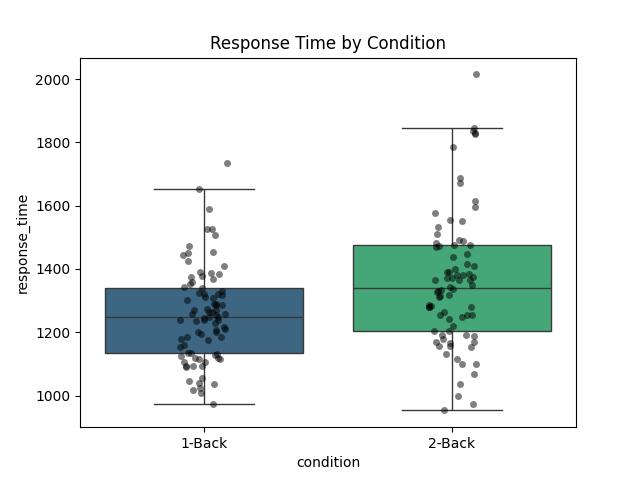 Response Time by Condition
response_time
2000
1800
1600
1400
1200
1000
1-Back
2-Back
condition